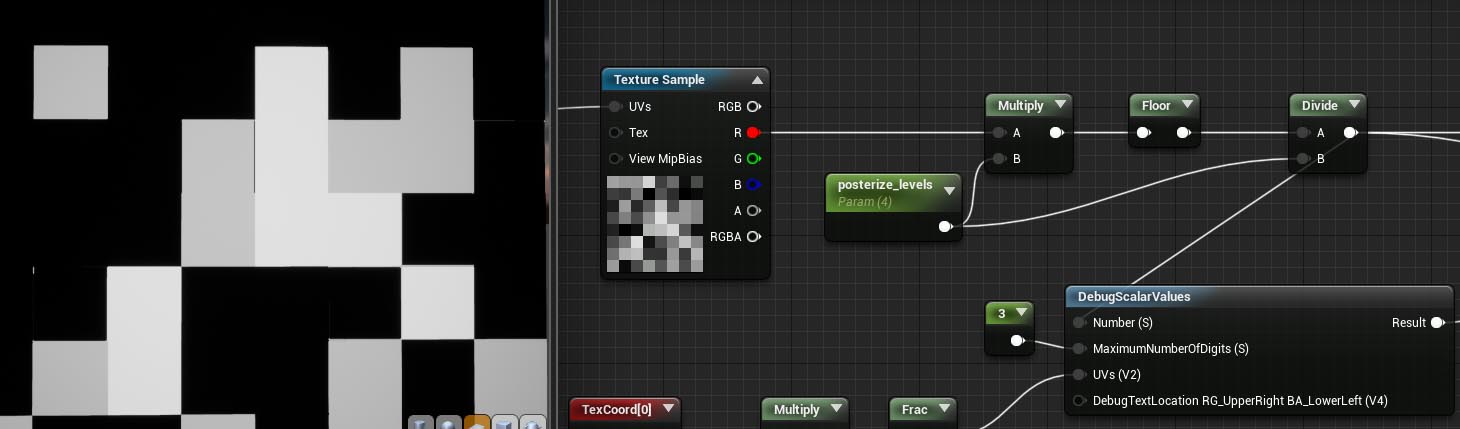 Texture Sample
UVs RGB
Tex R
View MipBias G
B
A
RGBA
posterize_levels
Param (4)
Multiply
A
B
Floor
Divide
A
B
3
DebugScalarValues
Number (S) Result
MaximumNumberOfDigits (S)
UVs (V2)
DebugTextLocation RG_UpperRight BA_LowerLeft (V4)
TexCoord[0]
Multiply
Frac